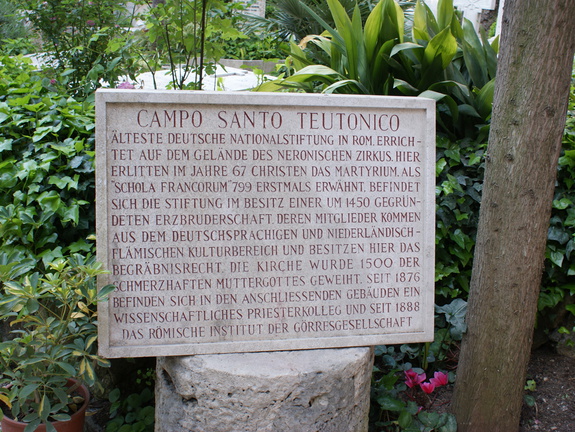 CAMPO SANTO TEUTONICO
ÄLTESTE DEUTSCHE NATIONALSTIFTUNG IN ROM. ERRICH-
TET AUF DEM GELÄNDE DES NERONISCHEN ZIRKUS. HIER
ERLITTEN IM JAHRE 67 CHRISTEN DAS MARTYRIUM. ALS
"SCHOLA FRANCORUM" 799 ERSTMALS ERWÄHNT, BEFINDET
SICH DIE STIFTUNG IM BESITZ EINER UM 1450 GEGRÜN-
DETEN ERZBRUDERSCHAFT, DEREN MITGLIEDER KOMMEN
AUS DEM DEUTSCHSPRACHIGEN UND NIEDERLÄNDISCH-
FLÄMISCHEN KULTURBEREICH UND BESITZEN HIER DAS
BEGRÄBNISRECHT. DIE KIRCHE WURDE 1500 DER
SCHMERZHAFTEN MUTTERGOTTES GEWEIHT. SEIT 1876
BEFINDEN SICH IN DEN ANSCHLIESSENDEN GEBÄUDEN EIN
WISSENSCHAFTLICHES PRIESTERKOLLEG UND SEIT 1888
DAS RÖMISCHE INSTITUT DER GÖRRESGESELLSCHAFT